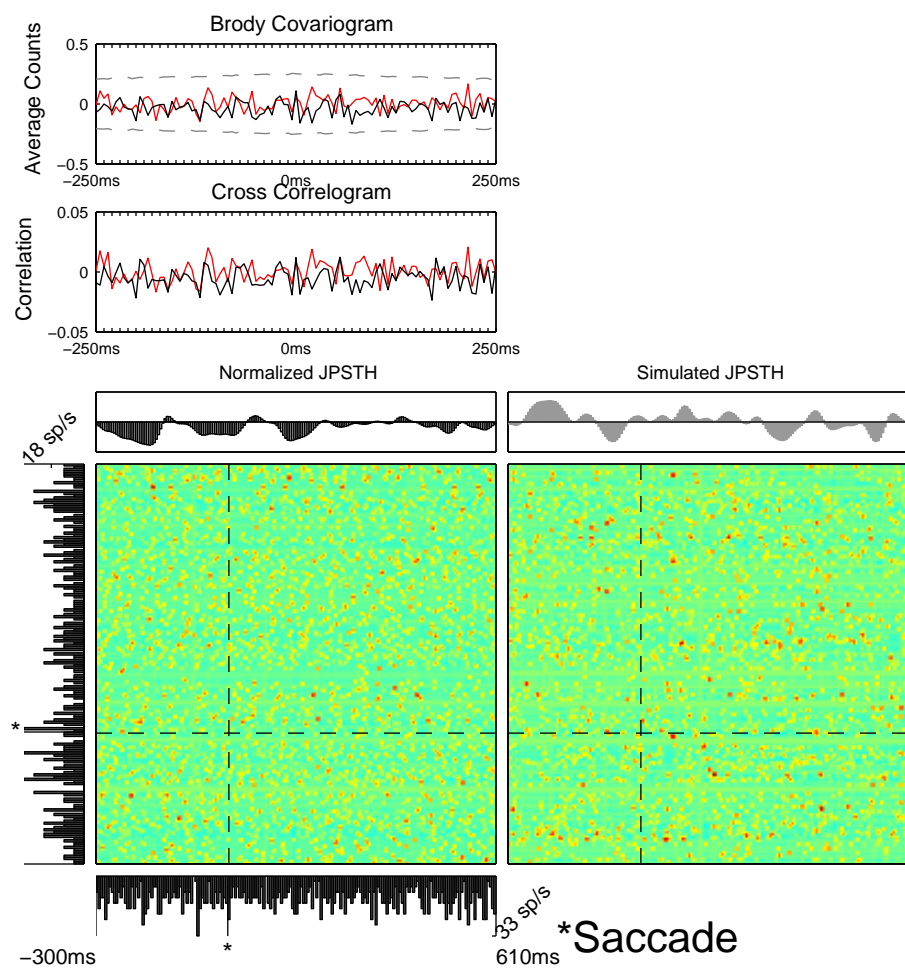 Brody Covariogram
0.5
0
−0.5
Average Counts
−250ms
0ms
250ms
Cross Correlogram
0.05
0
−0.05
Correlation
−250ms
0ms
250ms
Normalized JPSTH
Simulated JPSTH
18 sp/s
*
33 sp/s
*
*Saccade
−300ms
610ms